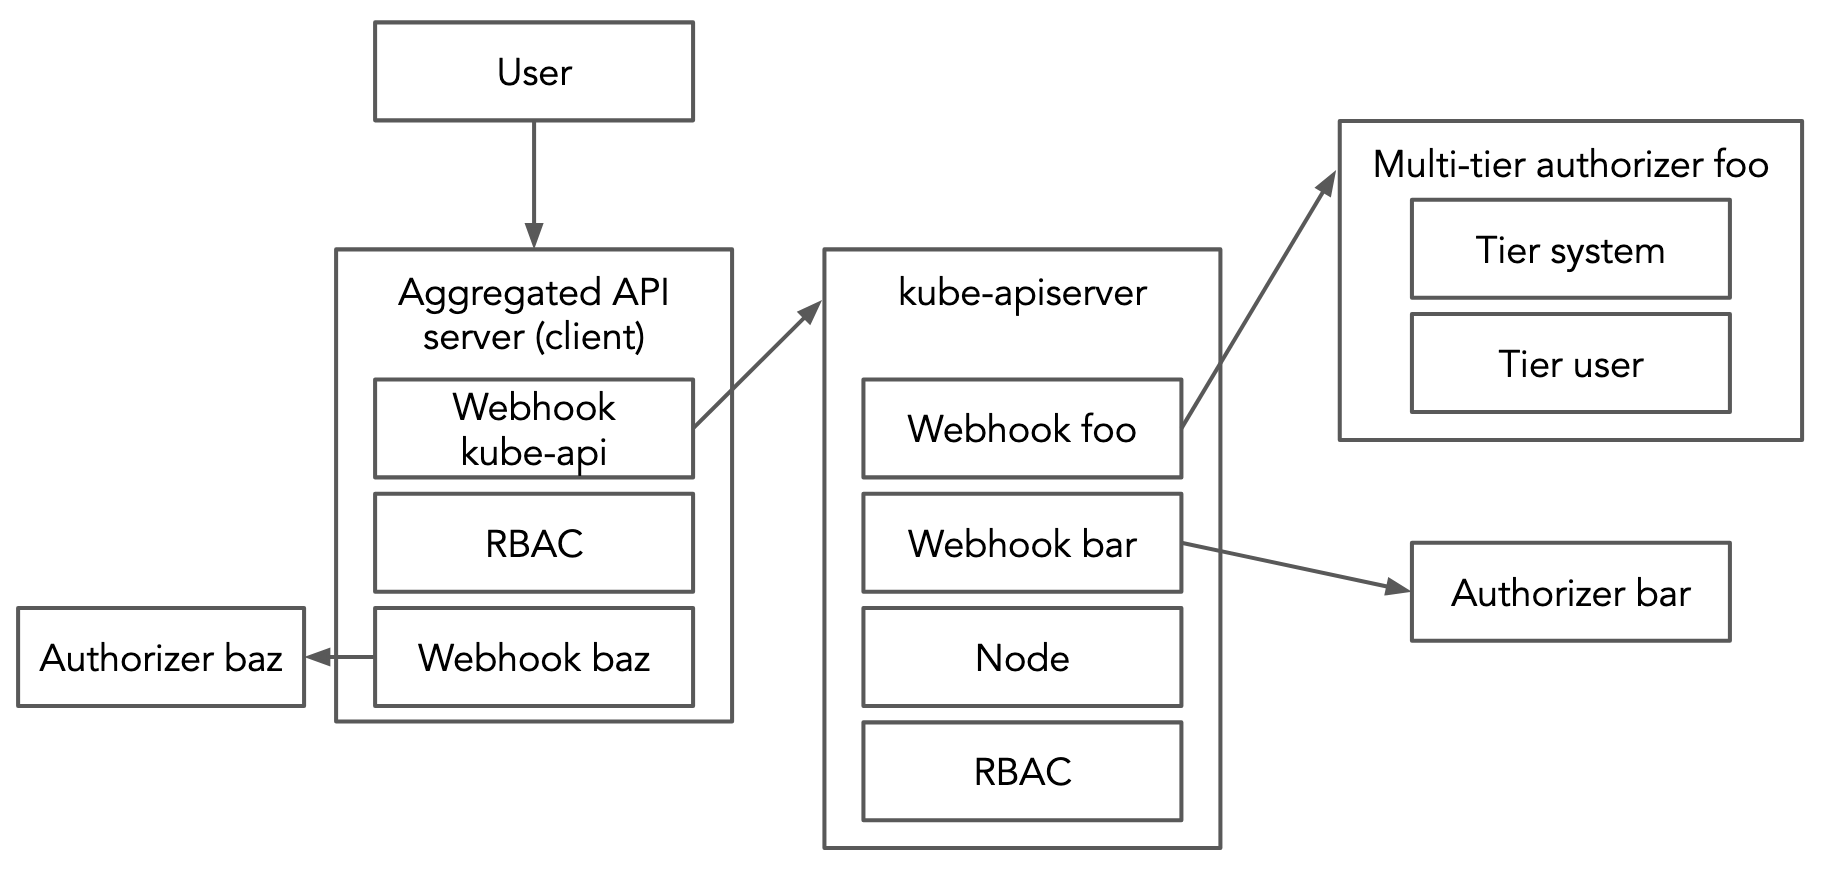 User
Aggregated API
server (client)
Webhook
kube-api
RBAC
Webhook baz
Authorizer baz
kube-apiserver
Webhook foo
Webhook bar
Node
RBAC
Multi-tier authorizer foo
Tier system
Tier user
Authorizer bar